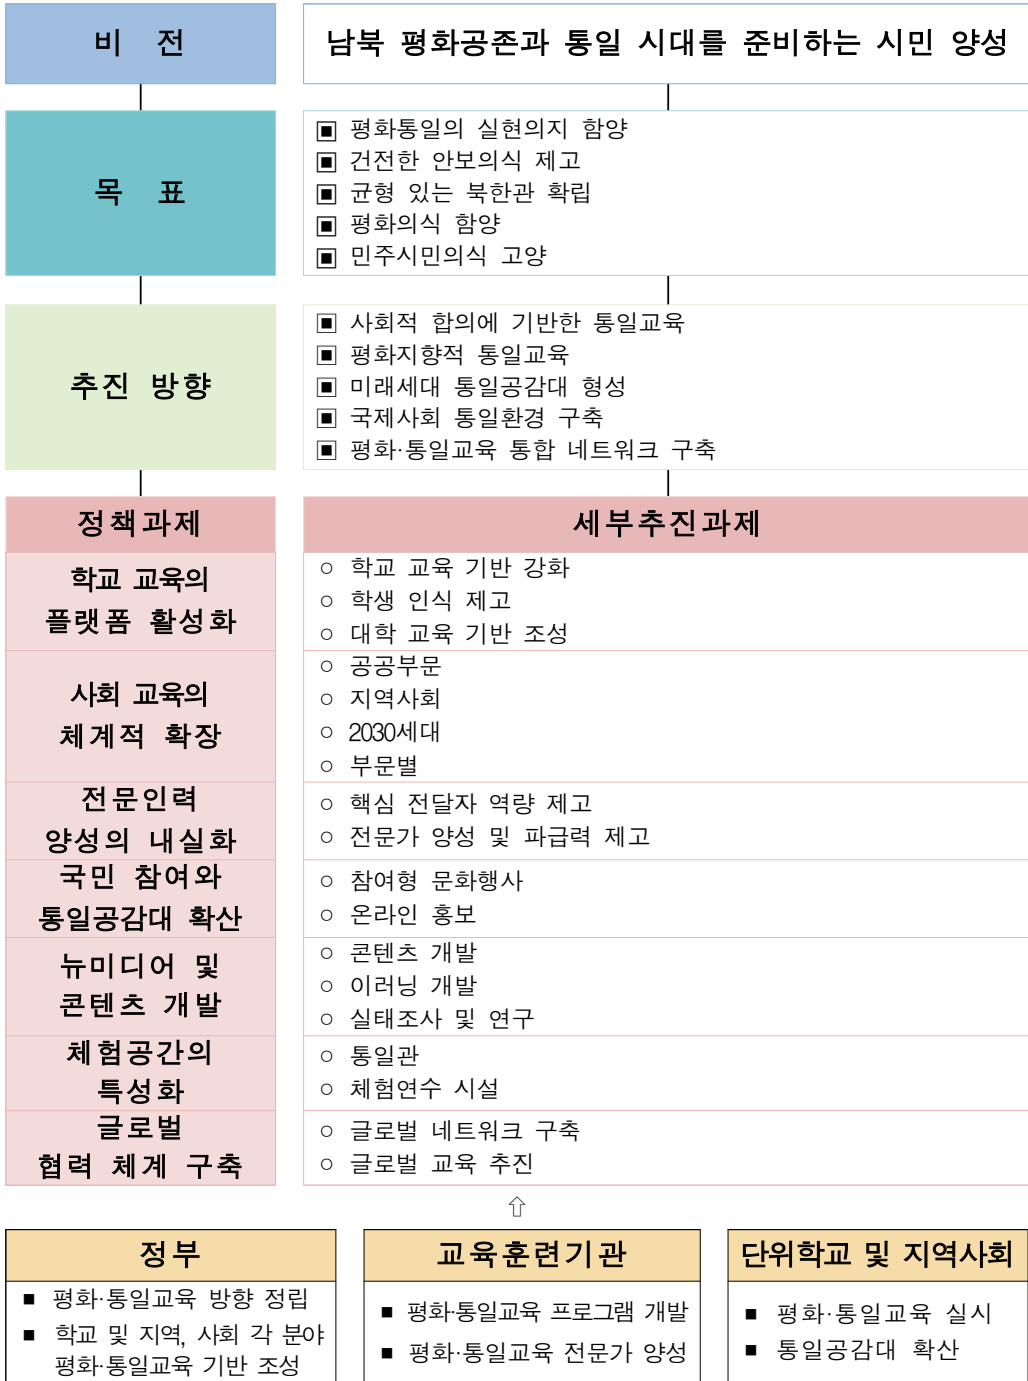 비 전
남북 평화공존과 통일 시대를 준비하는 시민 양성
목 표
▣ 평화통일의 실현의지 함양
▣ 건전한 안보의식 제고
▣ 균형 있는 북한관 확립
▣ 평화의식 함양
▣ 민주시민의식 고양
추진 방향
▣ 사회적 합의에 기반한 통일교육
▣ 평화지향적 통일교육
▣ 미래세대 통일공감대 형성
▣ 국제사회 통일환경 구축
▣ 평화·통일교육 통합 네트워크 구축
정책과제
세부추진과제
학교 교육의
플랫폼 활성화
○ 학교 교육 기반 강화
○ 학생 인식 제고
○ 대학 교육 기반 조성
사회 교육의
체계적 확장
○ 공공부문
○ 지역사회
○ 2030세대
○ 부문별
전문인력
양성의 내실화
○ 핵심 전달자 역량 제고
○ 전문가 양성 및 파급력 제고
국민 참여와
통일공감대 확산
○ 참여형 문화행사
○ 온라인 홍보
뉴미디어 및
콘텐츠 개발
○ 콘텐츠 개발
○ 이러닝 개발
○ 실태조사 및 연구
체험공간의
특성화
○ 통일관
○ 체험연수 시설
글로벌
협력 체계 구축
○ 글로벌 네트워크 구축
○ 글로벌 교육 추진
⇧
정부
■ 평화·통일교육 방향 정립
■ 학교 및 지역, 사회 각 분야
평화·통일교육 기반 조성
교육훈련기관
■ 평화·통일교육 프로그램 개발
■ 평화·통일교육 전문가 양성
단위학교 및 지역사회
■ 평화·통일교육 실시
■ 통일공감대 확산